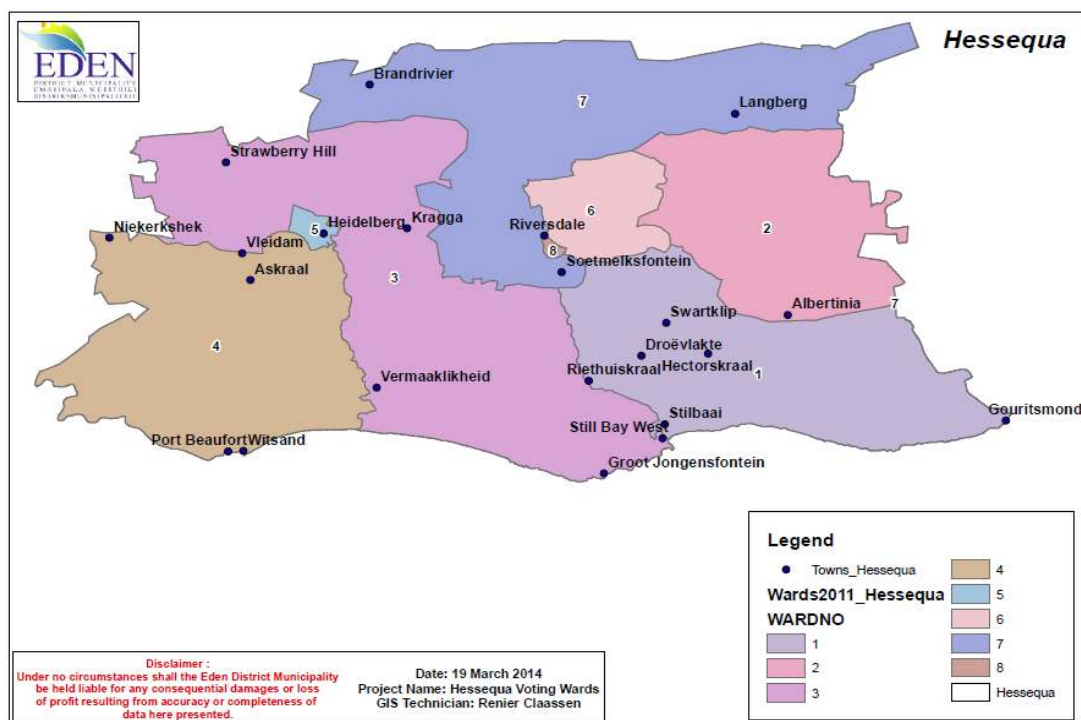 Hessequa
EDEN
DISTRICT MUNICIPALITY
UMASIPALA WESITHILI
DISTRIKSMUNISIPALITEIT
Brandrivier
7
Langberg
Strawberry Hill
6
Niekerkshek
5
Heidelberg
Kragga
Riversdale
2
Vleidam
8
Askraal
3
Soetmelksfontein
Swartklip
Albertinia
7
4
Droëvlakte
Vermaaklikheid
Riethuiskraal
Hectorskraal
1
Stilbaai
Gouritsmond
Port Beaufort
Witsand
Still Bay West
Groot Jongensfontein
Legend
Towns_Hessequa
Wards2011_Hessequa
WARDNO
1
2
3
4
5
6
7
8
Hessequa
Disclaimer :
Under no circumstances shall the Eden District Municipality
be held liable for any consequential damages or loss
of profit resulting from accuracy or completeness of
data here presented.
Date: 19 March 2014
Project Name: Hessequa Voting Wards
GIS Technician: Renier Claassen